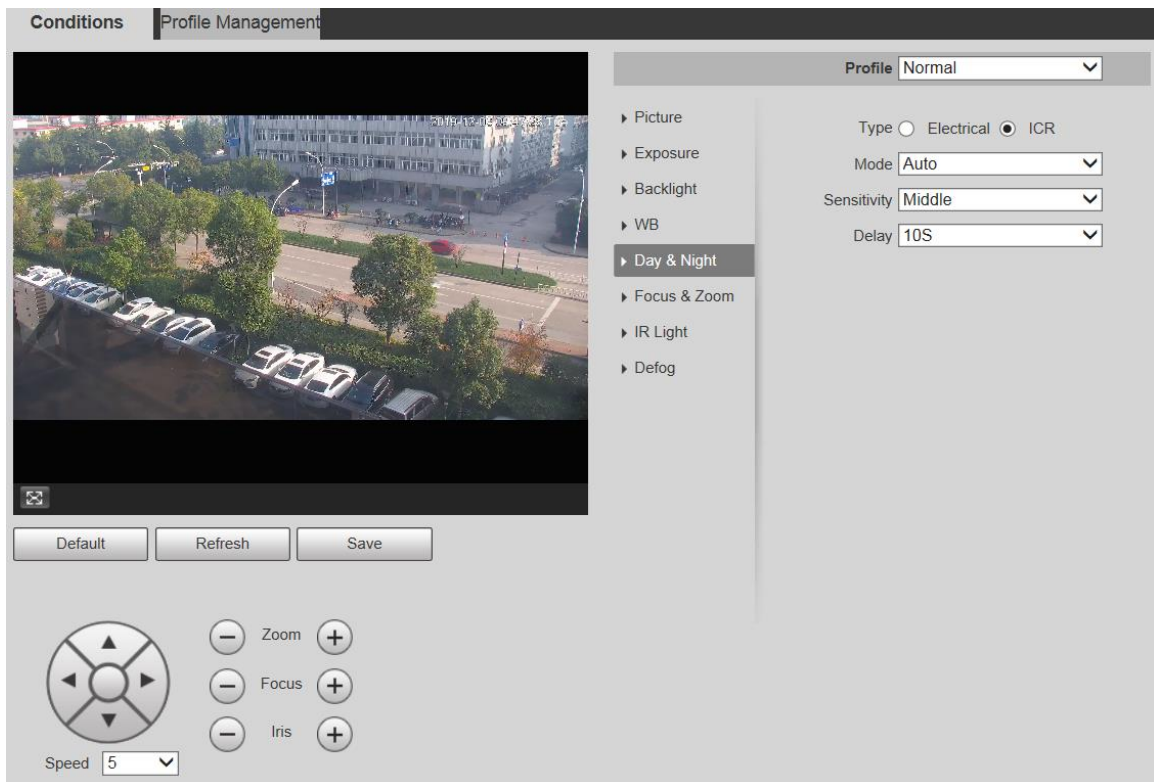 Conditions
Profile Management
Profile Normal
Picture
Exposure
Backlight
WB
Day & Night
Focus & Zoom
IR Light
Defog
Type Electrical ICR
Mode Auto
Sensitivity Middle
Delay 10S
Default
Refresh
Save
Zoom
Focus
Iris
Speed 5